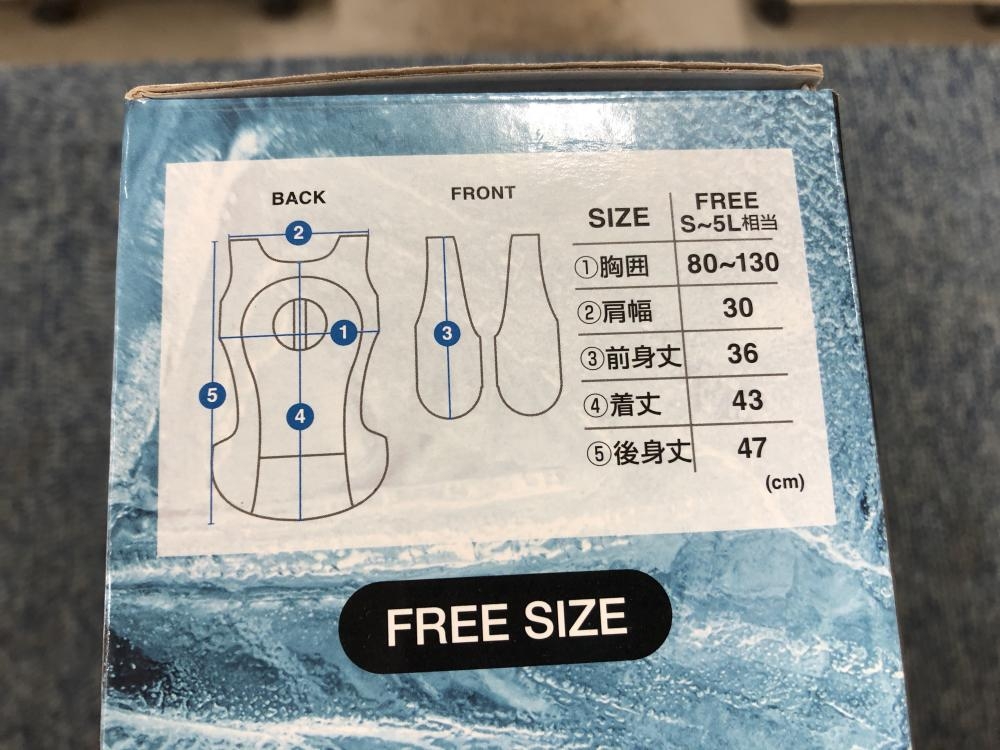 BACK
FRONT
2
1
3
5
4
SIZE FREE S~5L相当
①胸囲 80~130
②肩幅 30
③前身丈 36
④着丈 43
⑤後身丈 47
(cm)
FREE SIZE